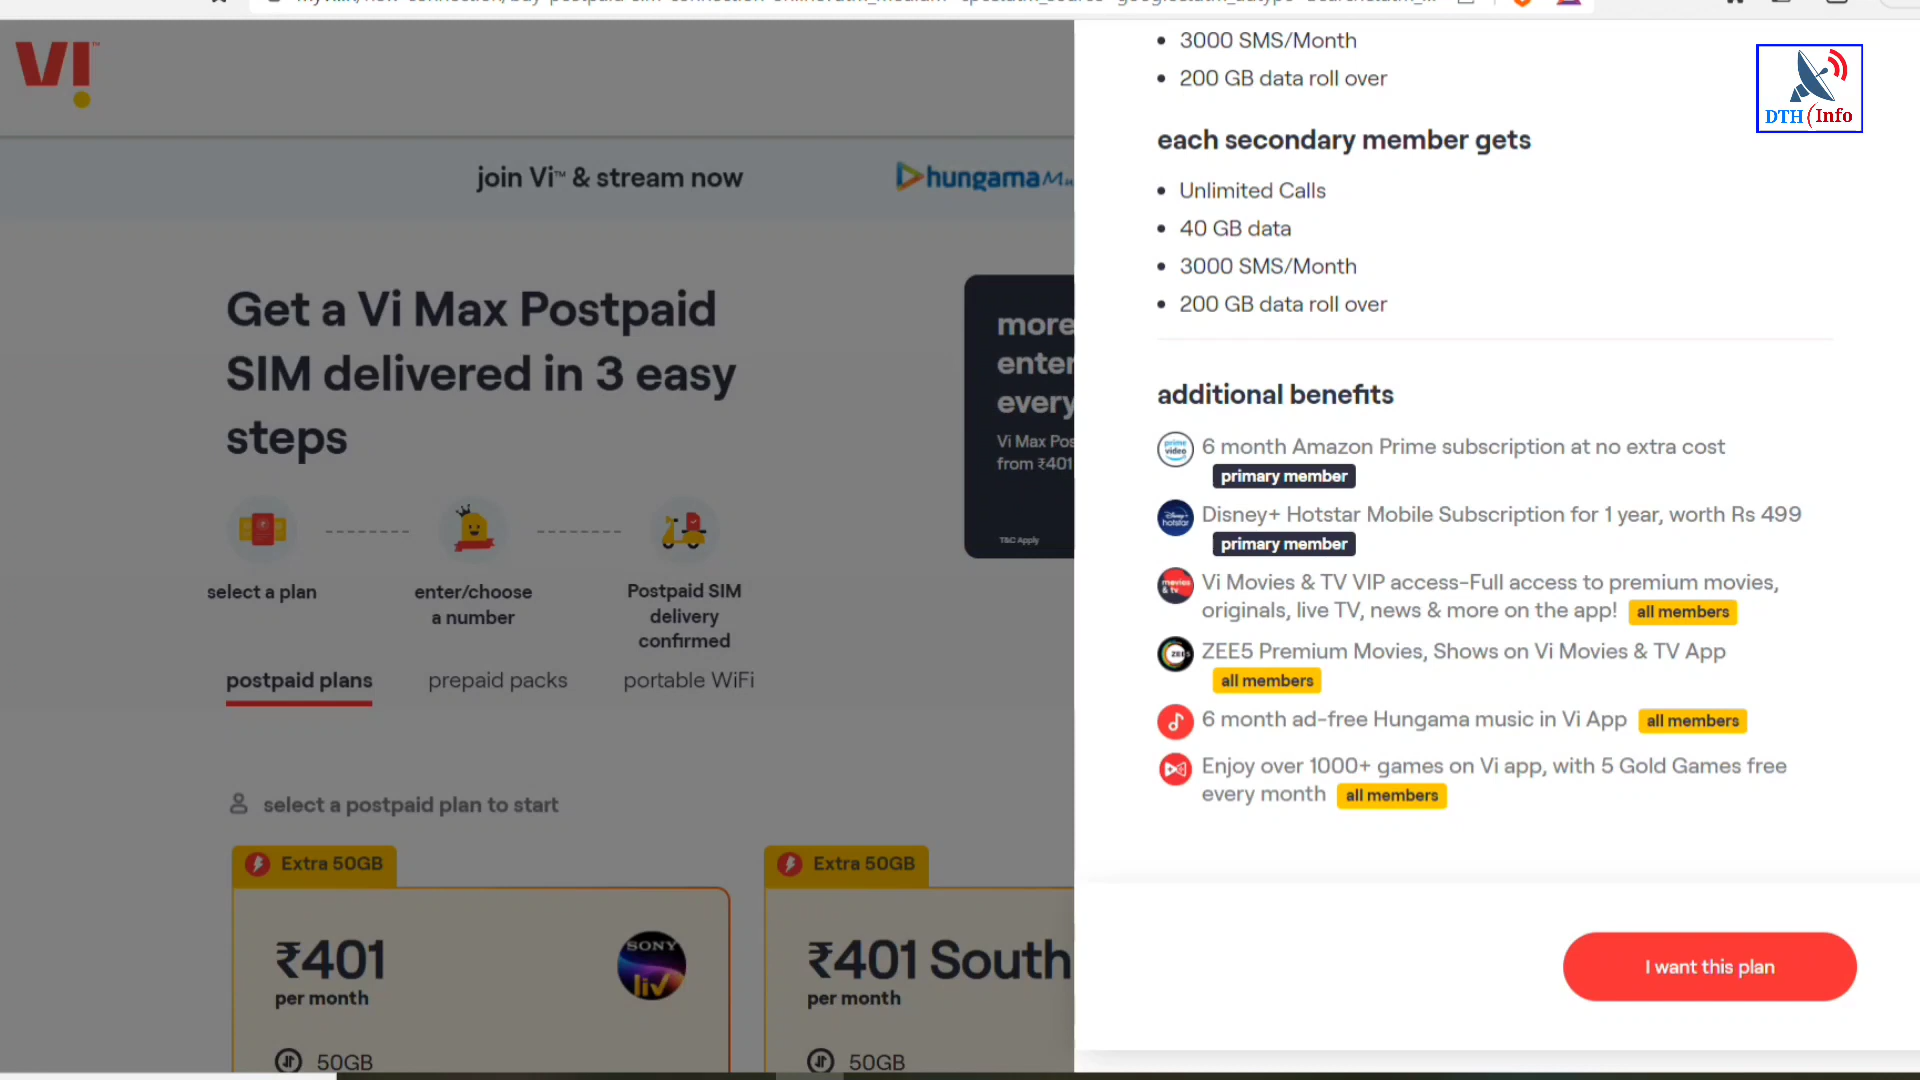 VI
join Vi™ & stream now
hungama
Get a Vi Max Postpaid
SIM delivered in 3 easy
steps
select a plan
enter/choose
a number
Postpaid SIM
delivery
confirmed
more
enter
every
Vi Max Pos
from ₹401
T&C Apply
postpaid plans
prepaid packs
portable WiFi
select a postpaid plan to start
Extra 50GB
₹401
per month
SONY
liv
50GB
Extra 50GB
₹401 South
per month
50GB
• 3000 SMS/Month
• 200 GB data roll over
DTH Info
each secondary member gets
• Unlimited Calls
• 40 GB data
• 3000 SMS/Month
• 200 GB data roll over
additional benefits
prime
video
6 month Amazon Prime subscription at no extra cost
primary member
Disney+
hotstar
Disney+ Hotstar Mobile Subscription for 1 year, worth Rs 499
primary member
movies
& tv
Vi Movies & TV VIP access-Full access to premium movies,
originals, live TV, news & more on the app! all members
ZEE5
ZEE5 Premium Movies, Shows on Vi Movies & TV App
all members
6 month ad-free Hungama music in Vi App all members
Enjoy over 1000+ games on Vi app, with 5 Gold Games free
every month all members
I want this plan